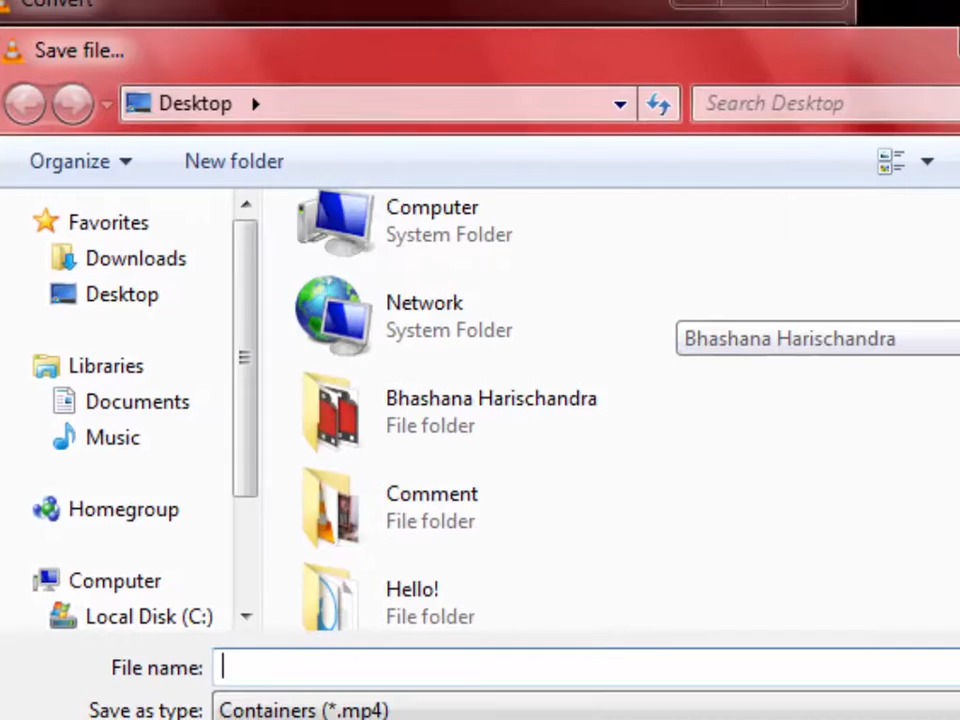 Convert
Save file...
Desktop
Search Desktop
Organize
New folder
Favorites
Downloads
Desktop
Libraries
Documents
Music
Homegroup
Computer
Local Disk (C:)
Computer
System Folder
Network
System Folder
Bhashana Harischandra
File folder
Comment
File folder
Hello!
File folder
Bhashana Harischandra
File name:
Save as type:
Containers (*.mp4)